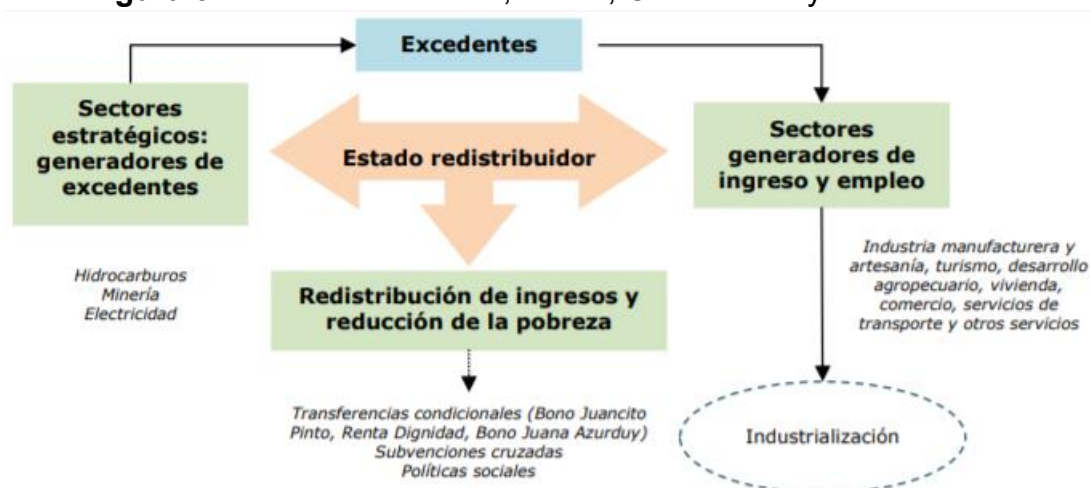 Excedentes
Sectores
estratégicos:
generadores de
excedentes
Estado redistribuidor
Sectores
generadores de
ingreso y empleo
Hidrocarburos
Minería
Electricidad
Industria manufacturera y
artesanía, turismo, desarrollo
agropecuario, vivienda,
comercio, servicios de
transporte y otros servicios
Redistribución de ingresos y
reducción de la pobreza
Transferencias condicionales (Bono Juancito
Pinto, Renta Dignidad, Bono Juana Azurduy)
Subvenciones cruzadas
Políticas sociales
Industrialización